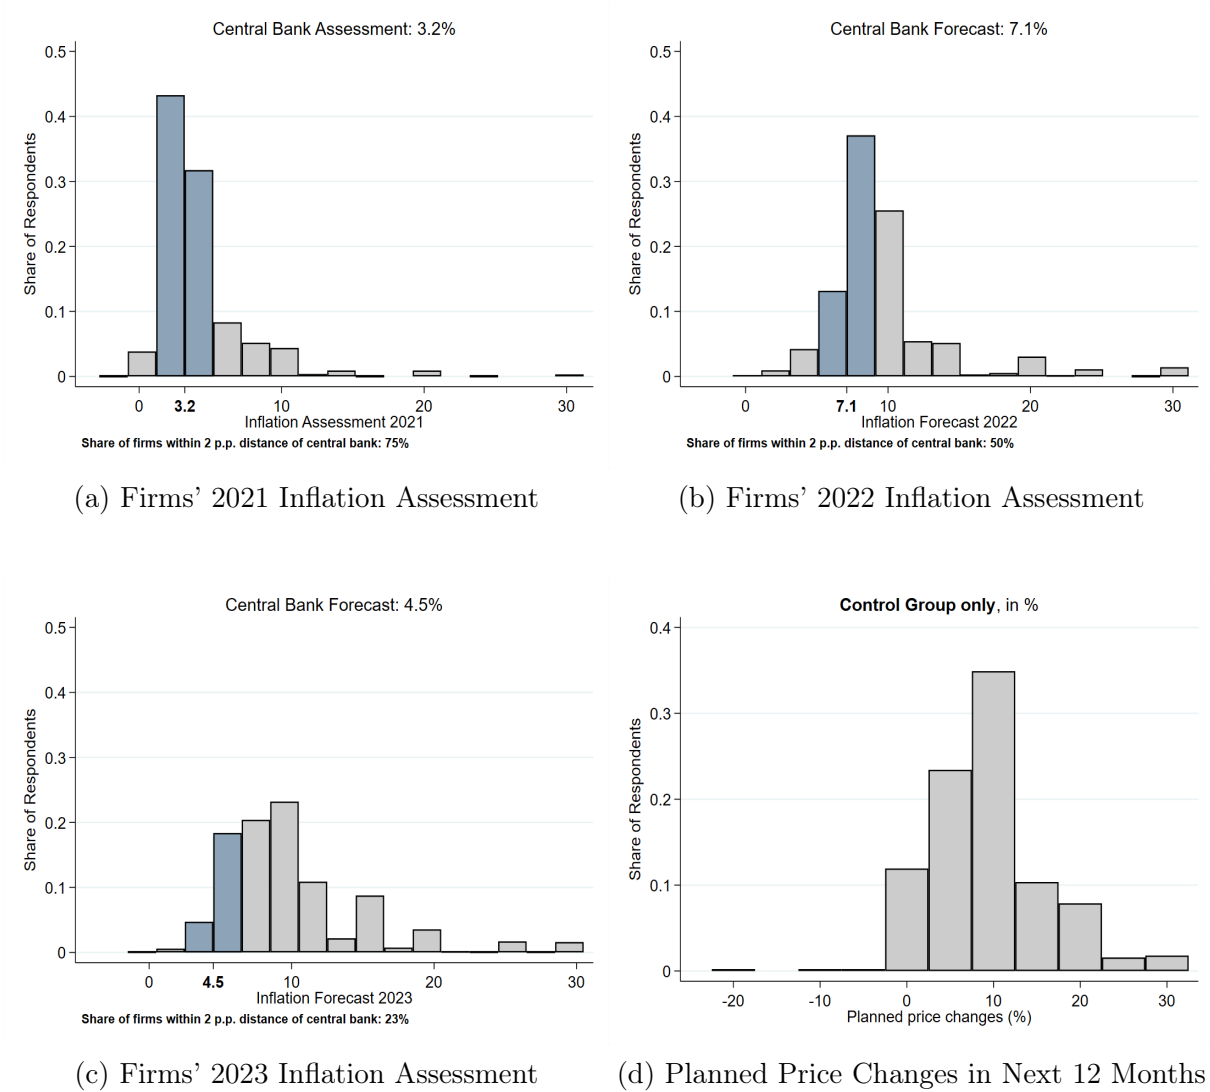 Central Bank Assessment: 3.2%
0.5
0.4
0.3
0.2
0.1
0
Share of Respondents
0 3.2 10 20 30
Inflation Assessment 2021
Share of firms within 2 p.p. distance of central bank: 75%
(a) Firms' 2021 Inflation Assessment
Central Bank Forecast: 7.1%
0.5
0.4
0.3
0.2
0.1
0
Share of Respondents
0 7.1 10 20 30
Inflation Forecast 2022
Share of firms within 2 p.p. distance of central bank: 50%
(b) Firms' 2022 Inflation Assessment
Central Bank Forecast: 4.5%
0.5
0.4
0.3
0.2
0.1
0
Share of Respondents
0 4.5 10 20 30
Inflation Forecast 2023
Share of firms within 2 p.p. distance of central bank: 23%
(c) Firms' 2023 Inflation Assessment
Control Group only, in %
0.4
0.3
0.2
0.1
0
Share of Respondents
-20 -10 0 10 20 30
Planned price changes (%)
(d) Planned Price Changes in Next 12 Months